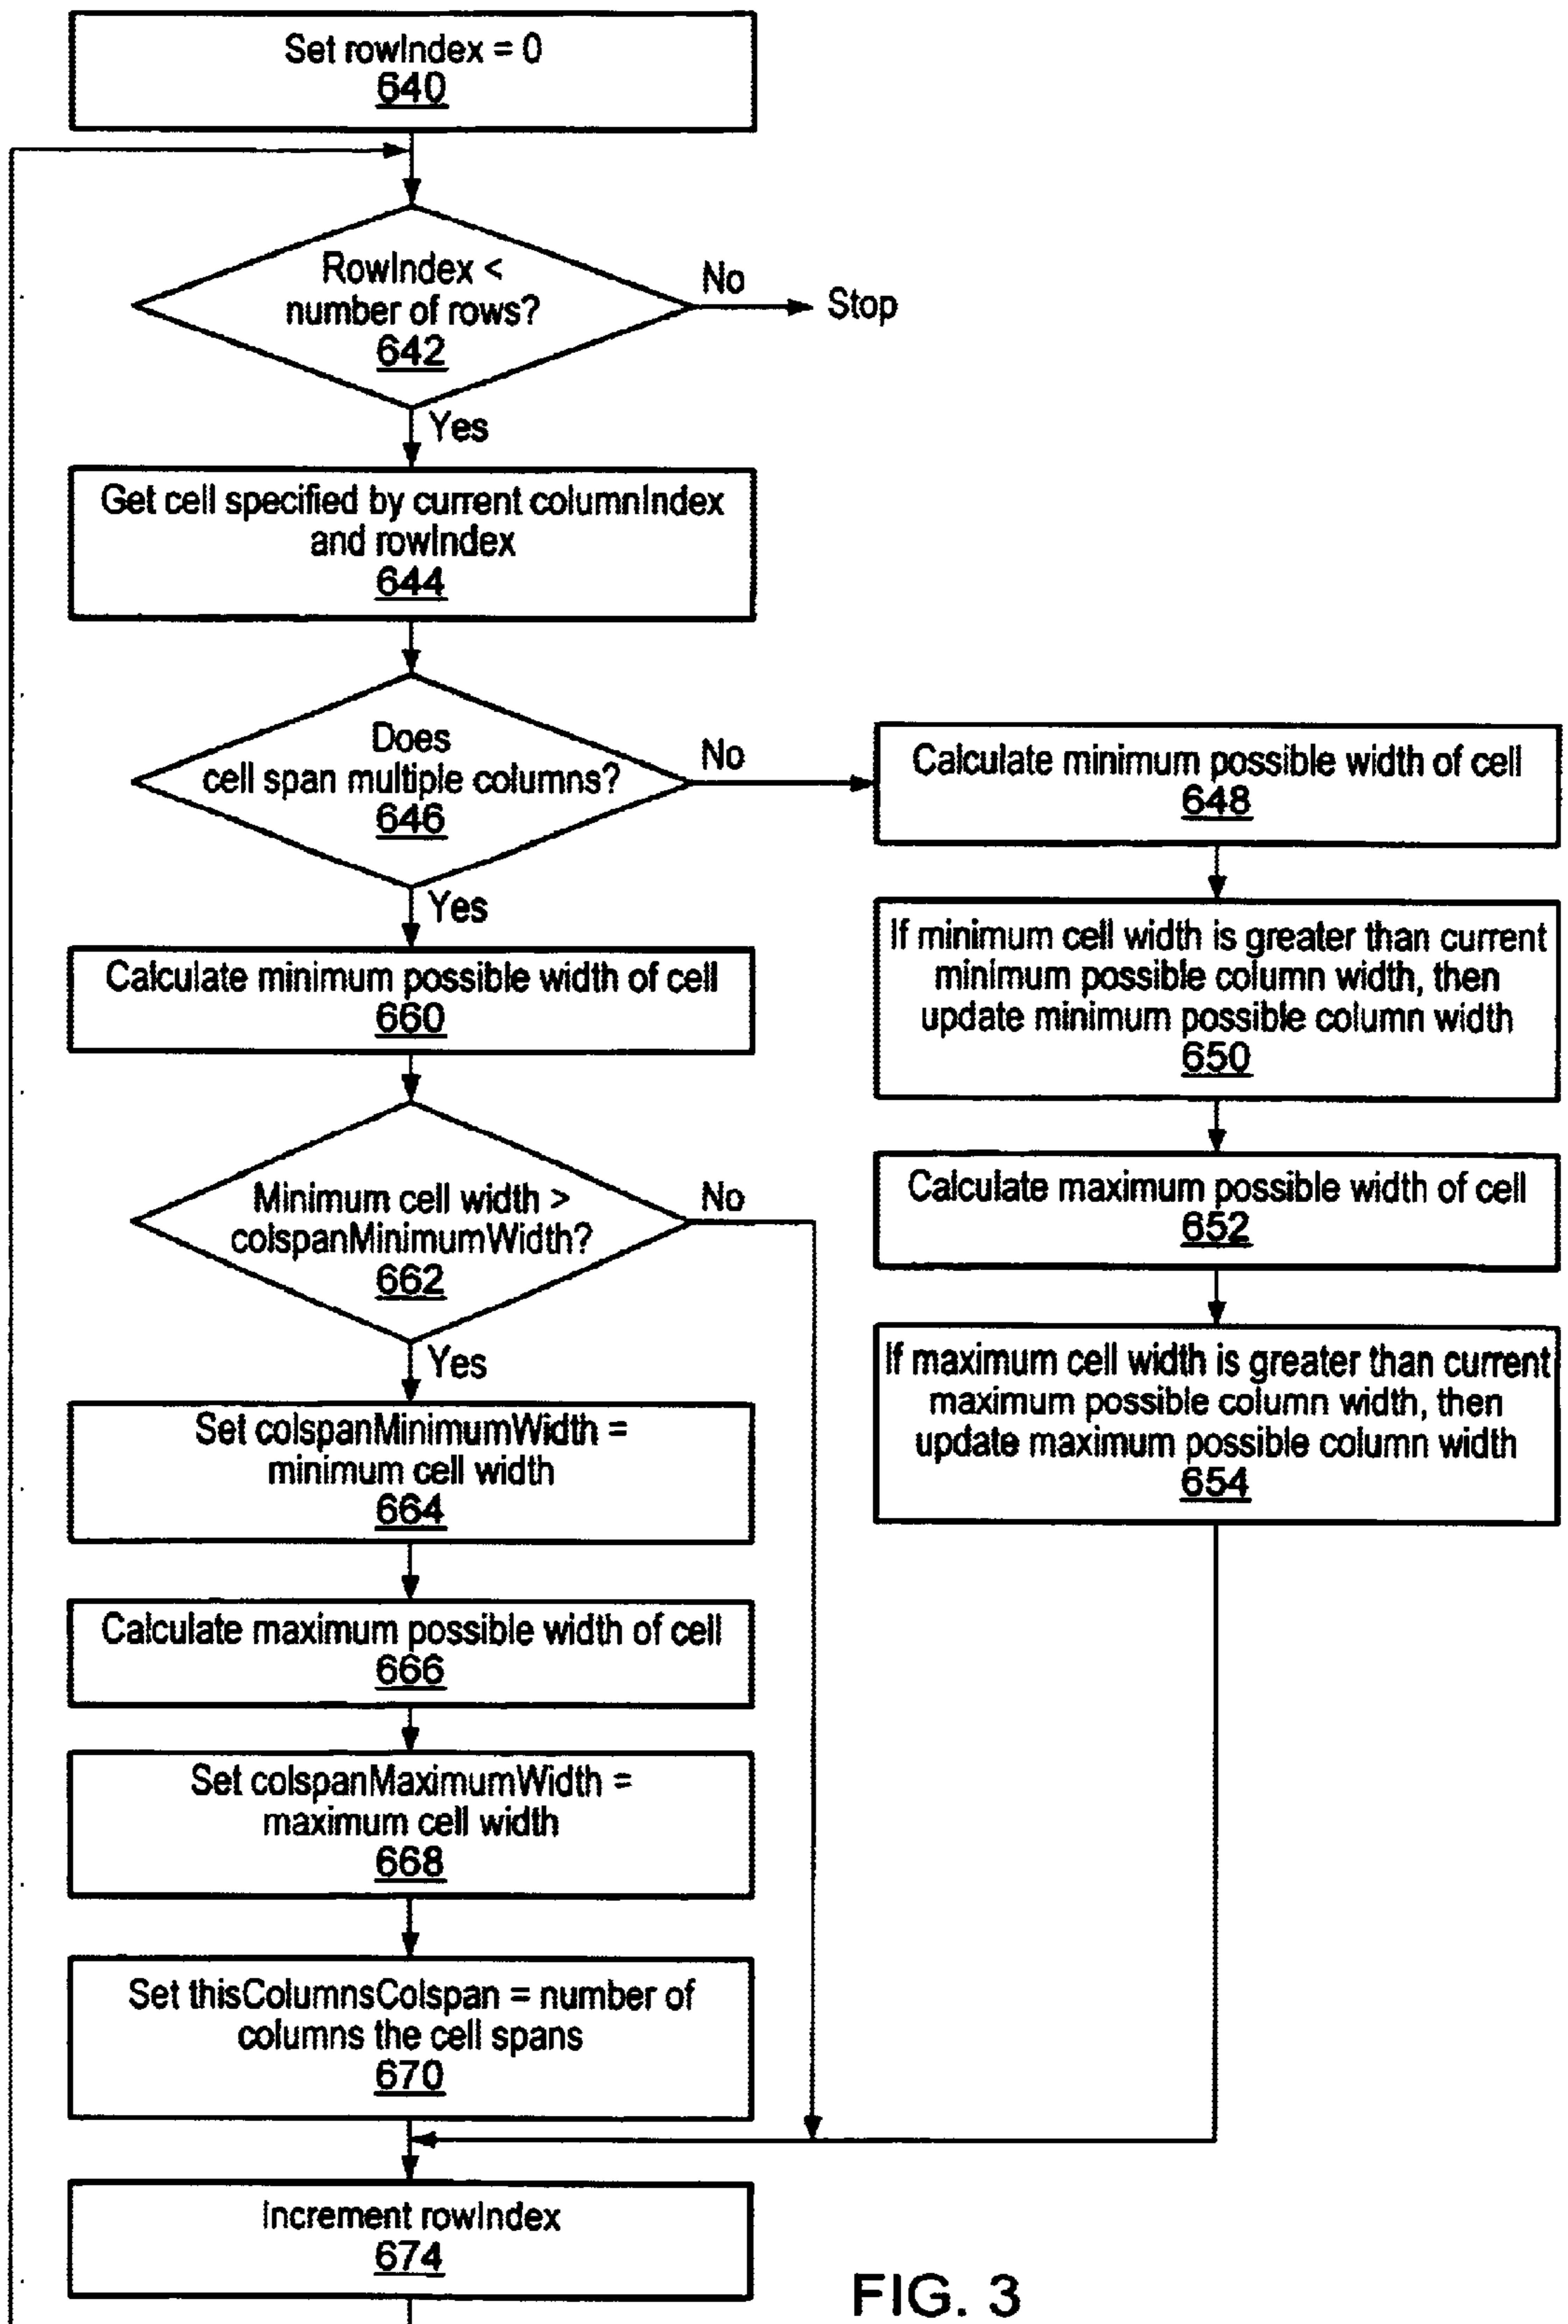 Set rowIndex = 0
640
RowIndex <
number of rows?
642
No
Stop
Yes
Get cell specified by current columnIndex
and rowIndex
644
Does
cell span multiple columns?
646
No
Yes
Calculate minimum possible width of cell
648
If minimum cell width is greater than current
minimum possible column width, then
update minimum possible column width
650
Calculate maximum possible width of cell
652
If maximum cell width is greater than current
maximum possible column width, then
update maximum possible column width
654
Calculate minimum possible width of cell
660
Minimum cell width >
colspanMinimumWidth?
662
No
Yes
Set colspanMinimumWidth =
minimum cell width
664
Calculate maximum possible width of cell
666
Set colspanMaximumWidth =
maximum cell width
668
Set thisColumnsColspan = number of
columns the cell spans
670
Increment rowIndex
674
FIG. 3